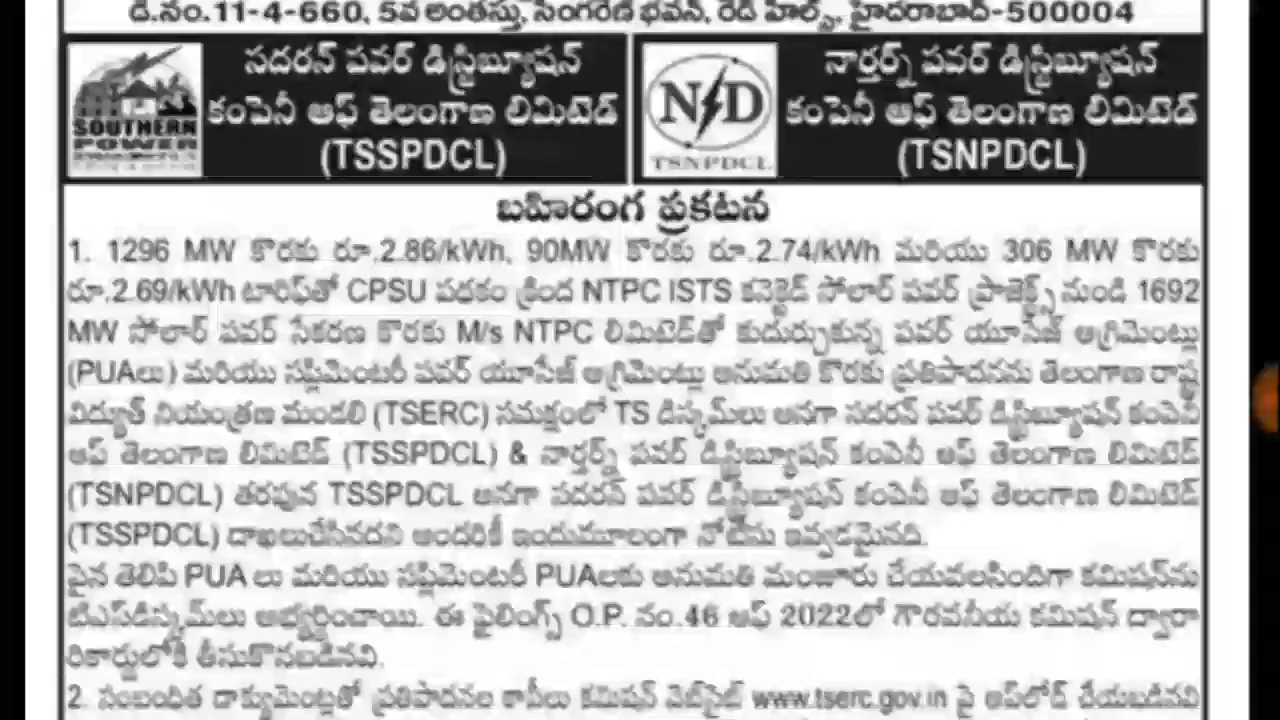 డి.నం.11-4-660, 5వ అంతస్తు, సింగరేణి భవన్, రెడ్ హిల్స్, హైదరాబాద్-500004
సదరన్ పవర్ డిస్ట్రిబ్యూషన్
కంపెనీ ఆఫ్ తెలంగాణ లిమిటెడ్
(TSSPDCL)
SOUTHERN
POWER
నార్తర్న్ పవర్ డిస్ట్రిబ్యూషన్
కంపెనీ ఆఫ్ తెలంగాణ లిమిటెడ్
(TSNPDCL)
N D
TSNPDCL
బహిరంగ ప్రకటన
1. 1296 MW కొరకు రూ.2.86/kWh, 90MW కొరకు రూ.2.74/kWh మరియు 306 MW కొరకు
రూ.2.69/kWh టారిఫ్‌తో CPSU పథకం క్రింద NTPC ISTS కనెక్టెడ్ సోలార్ పవర్ ప్రాజెక్ట్స్ నుండి 1692
MW సోలార్ పవర్ సేకరణ కొరకు M/s NTPC లిమిటెడ్‌తో కుదుర్చుకున్న పవర్ యూసేజ్ అగ్రిమెంట్లు
(PUAలు) మరియు సప్లిమెంటరీ పవర్ యూసేజ్ అగ్రిమెంట్లు అనుమతి కొరకు ప్రతిపాదనను తెలంగాణ రాష్ట్ర
విద్యుత్ నియంత్రణ మండలి (TSERC) సమక్షంలో TS డిస్కమ్‌లు అనగా సదరన్ పవర్ డిస్ట్రిబ్యూషన్ కంపెనీ
ఆఫ్ తెలంగాణ లిమిటెడ్ (TSSPDCL) & నార్తర్న్ పవర్ డిస్ట్రిబ్యూషన్ కంపెనీ ఆఫ్ తెలంగాణ లిమిటెడ్
(TSNPDCL) తరపున TSSPDCL అనగా సదరన్ పవర్ డిస్ట్రిబ్యూషన్ కంపెనీ ఆఫ్ తెలంగాణ లిమిటెడ్
(TSSPDCL) దాఖలుచేసినదని అందరికీ ఇందుమూలంగా నోటీసు ఇవ్వడమైనది.
పైన తెలిపి PUA లు మరియు సప్లిమెంటరీ PUAలకు అనుమతి మంజూరు చేయవలసిందిగా కమిషన్‌ను
టిఎస్‌డిస్కమ్‌లు అభ్యర్థించాయి. ఈ ఫైలింగ్స్ O.P. నం.46 ఆఫ్ 2022లో గౌరవనీయ కమిషన్ ద్వారా
రికార్డులోకి తీసుకొనబడినవి.
2. సంబంధిత డాక్యుమెంట్లతో ప్రతిపాదనల కాపీలు కమిషన్ వెబ్‌సైట్ www.tserc.gov.in పై అప్‌లోడ్ చేయబడినవి